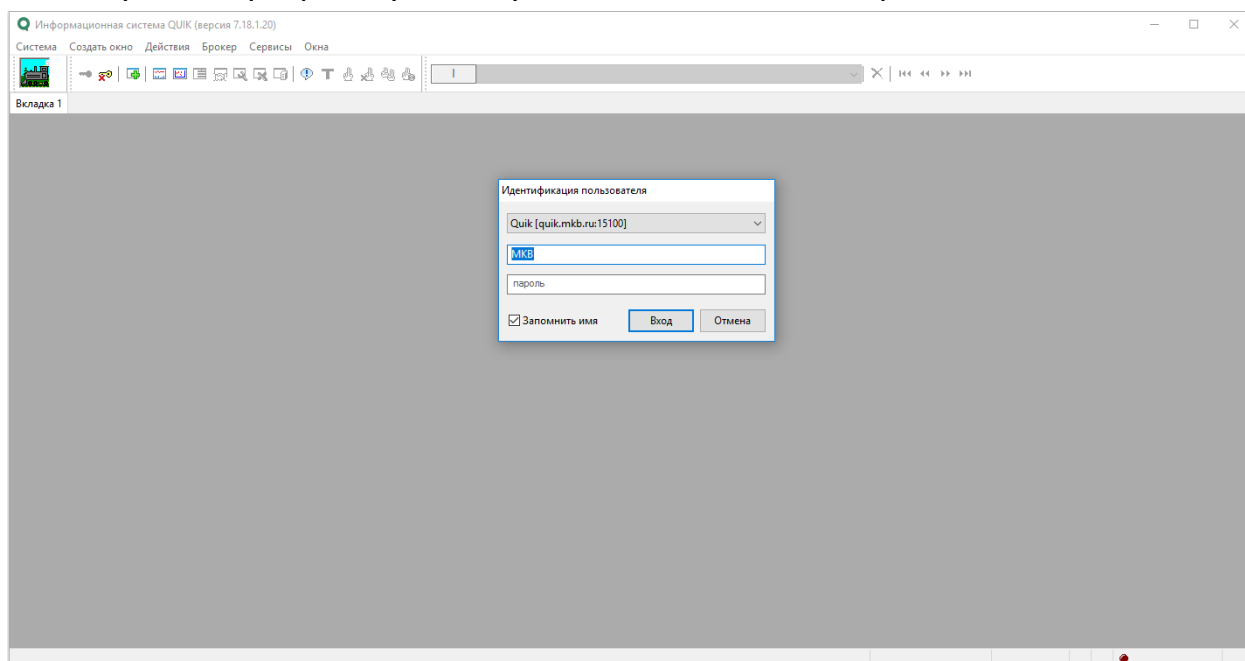 Информационная система QUIK (версия 7.18.1.20)
Система Создать окно Действия Брокер Сервисы Окна
Вкладка 1
Идентификация пользователя
Quik [quik.mkb.ru:15100]
MKB
пароль
Запомнить имя Вход Отмена